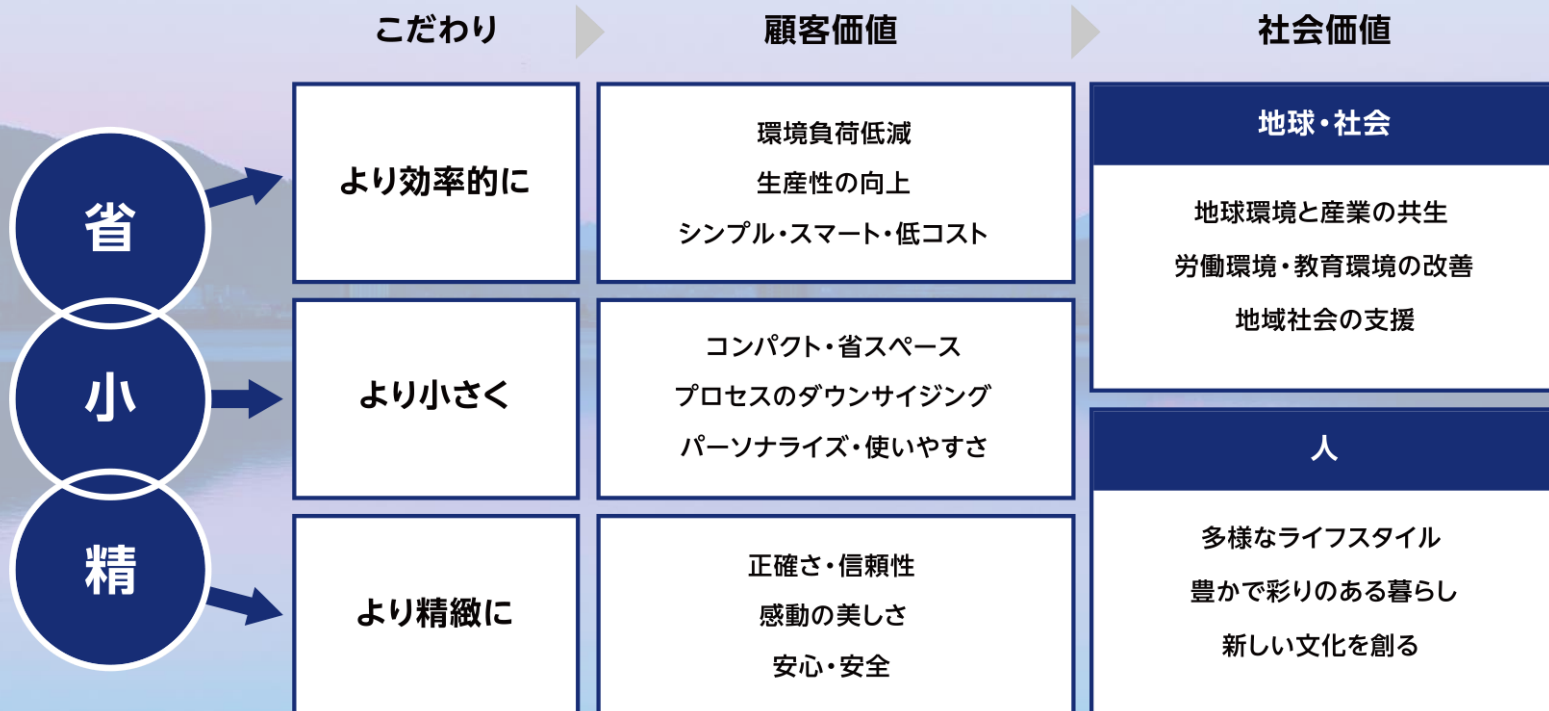 こだわり
顧客価値
社会価値
省
より効率的に
環境負荷低減
生産性の向上
シンプル・スマート・低コスト
小
より小さく
コンパクト・省スペース
プロセスのダウンサイジング
パーソナライズ・使いやすさ
精
より精緻に
正確さ・信頼性
感動の美しさ
安心・安全
地球・社会
地球環境と産業の共生
労働環境・教育環境の改善
地域社会の支援
人
多様なライフスタイル
豊かで彩りのある暮らし
新しい文化を創る